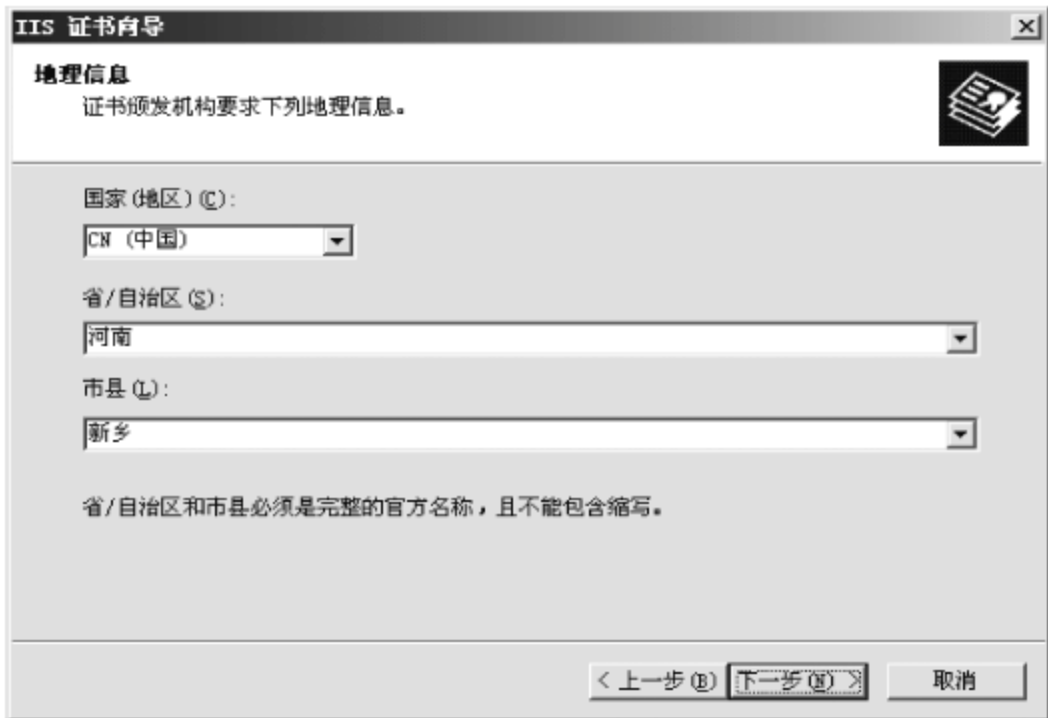 IIS 证书向导
地理信息
证书颁发机构要求下列地理信息。
国家(地区)(C):
CN (中国)
省/自治区(S):
河南
市县(L):
新乡
省/自治区和市县必须是完整的官方名称，且不能包含缩写。
< 上一步(B) 下一步(N) > 取消